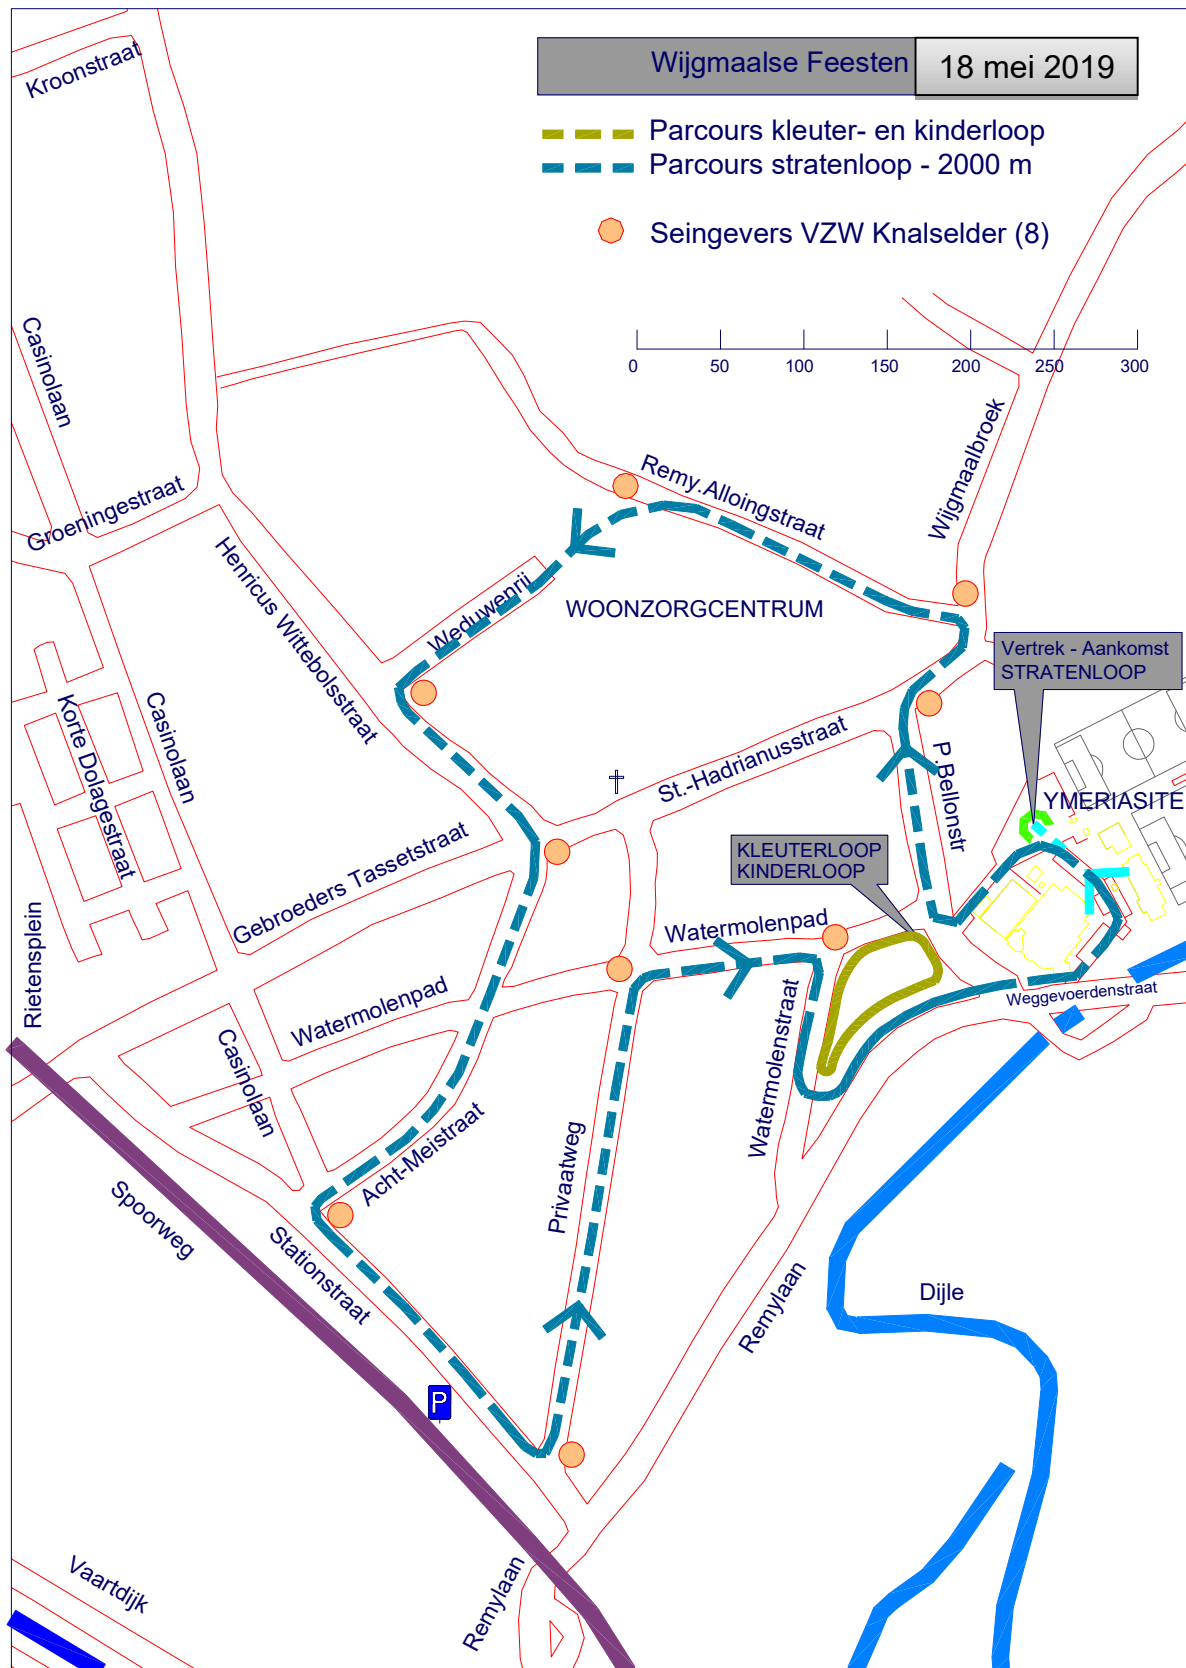 Wijgmaalse Feesten
18 mei 2019
Parcours kleuter- en kinderloop
Parcours stratenloop - 2000 m
Seingevers VZW Knalselder (8)
0 50 100 150 200 250 300
Kroonstraat
Casinolaan
Groeningestraat
Henricus Wittebolsstraat
Remy.Alloingstraat
Wijgmaalbroek
Weduwenrij
WOONZORGCENTRUM
Vertrek - Aankomst
STRATENLOOP
Korte Dolagestraat
Casinolaan
St.-Hadrianusstraat
P.Bellonstr
YMERIASITE
KLEUTERLOOP
KINDERLOOP
Gebroeders Tassetstraat
Watermolenpad
Rietensplein
Watermolenpad
Weggevoerdenstraat
Casinolaan
Watermolenstraat
Acht-Meistraat
Privaatweg
Spoorweg
Stationstraat
Remylaan
Dijle
P
Vaartdijk
Remylaan